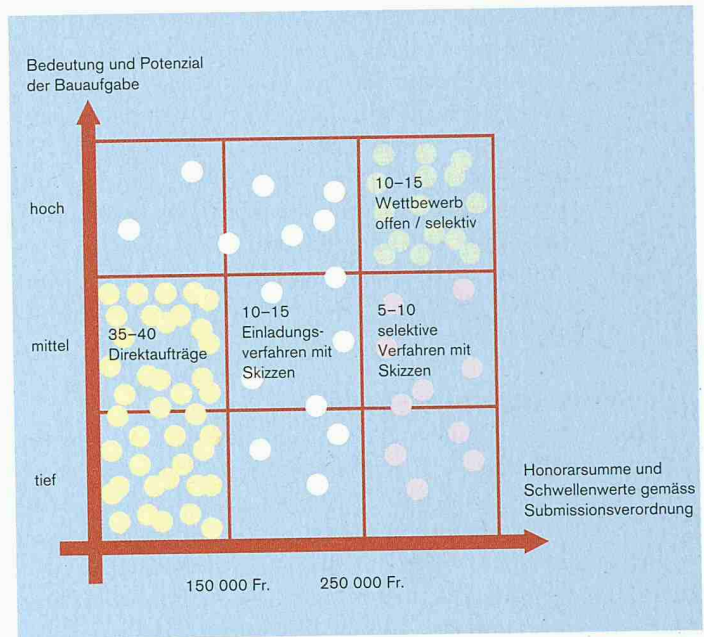 Bedeutung und Potenzial
der Bauaufgabe
hoch
10–15
Wettbewerb
offen / selektiv
mittel
35–40
Direktaufträge
10–15
Einladungs-
verfahren mit
Skizzen
5–10
selektive
Verfahren mit
Skizzen
tief
Honorarsumme und
Schwellenwerte gemäss
Submissionsverordnung
150 000 Fr.
250 000 Fr.